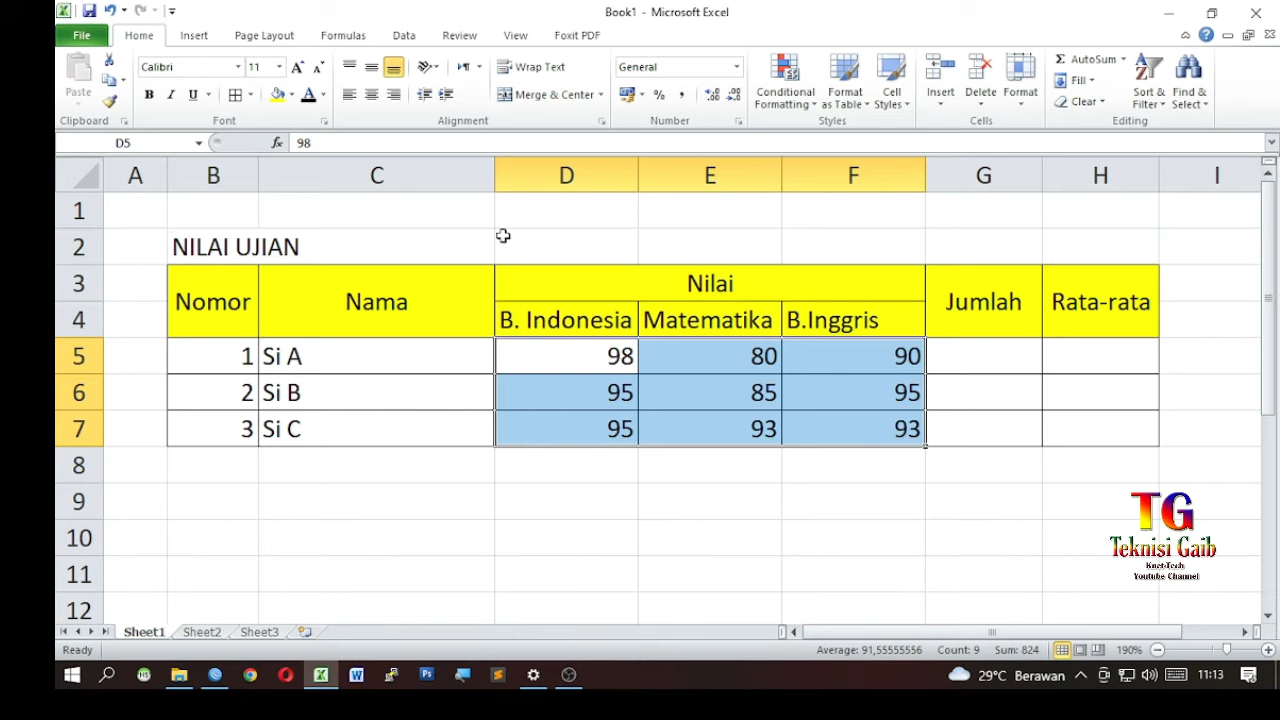 Book1 - Microsoft Excel
File Home Insert Page Layout Formulas Data Review View Foxit PDF
Paste
Calibri 11
Wrap Text
Merge & Center
General
Conditional Formatting
Format as Table
Cell Styles
Insert
Delete
Format
AutoSum
Fill
Clear
Sort & Filter
Find & Select
Clipboard Font Alignment Number Styles Cells Editing
D5 fx 98
A B C D E F G H I
1
2 NILAI UJIAN
3 Nomor Nama Nilai Jumlah Rata-rata
4 B. Indonesia Matematika B.Inggris
5 1 Si A 98 80 90
6 2 Si B 95 85 95
7 3 Si C 95 93 93
8
9
10
11
12
TG
Teknisi Gaib
Knet-Tech
Youtube Channel
Sheet1 Sheet2 Sheet3
Ready Average: 91,55555556 Count: 9 Sum: 824 190%
29°C Berawan 11:13